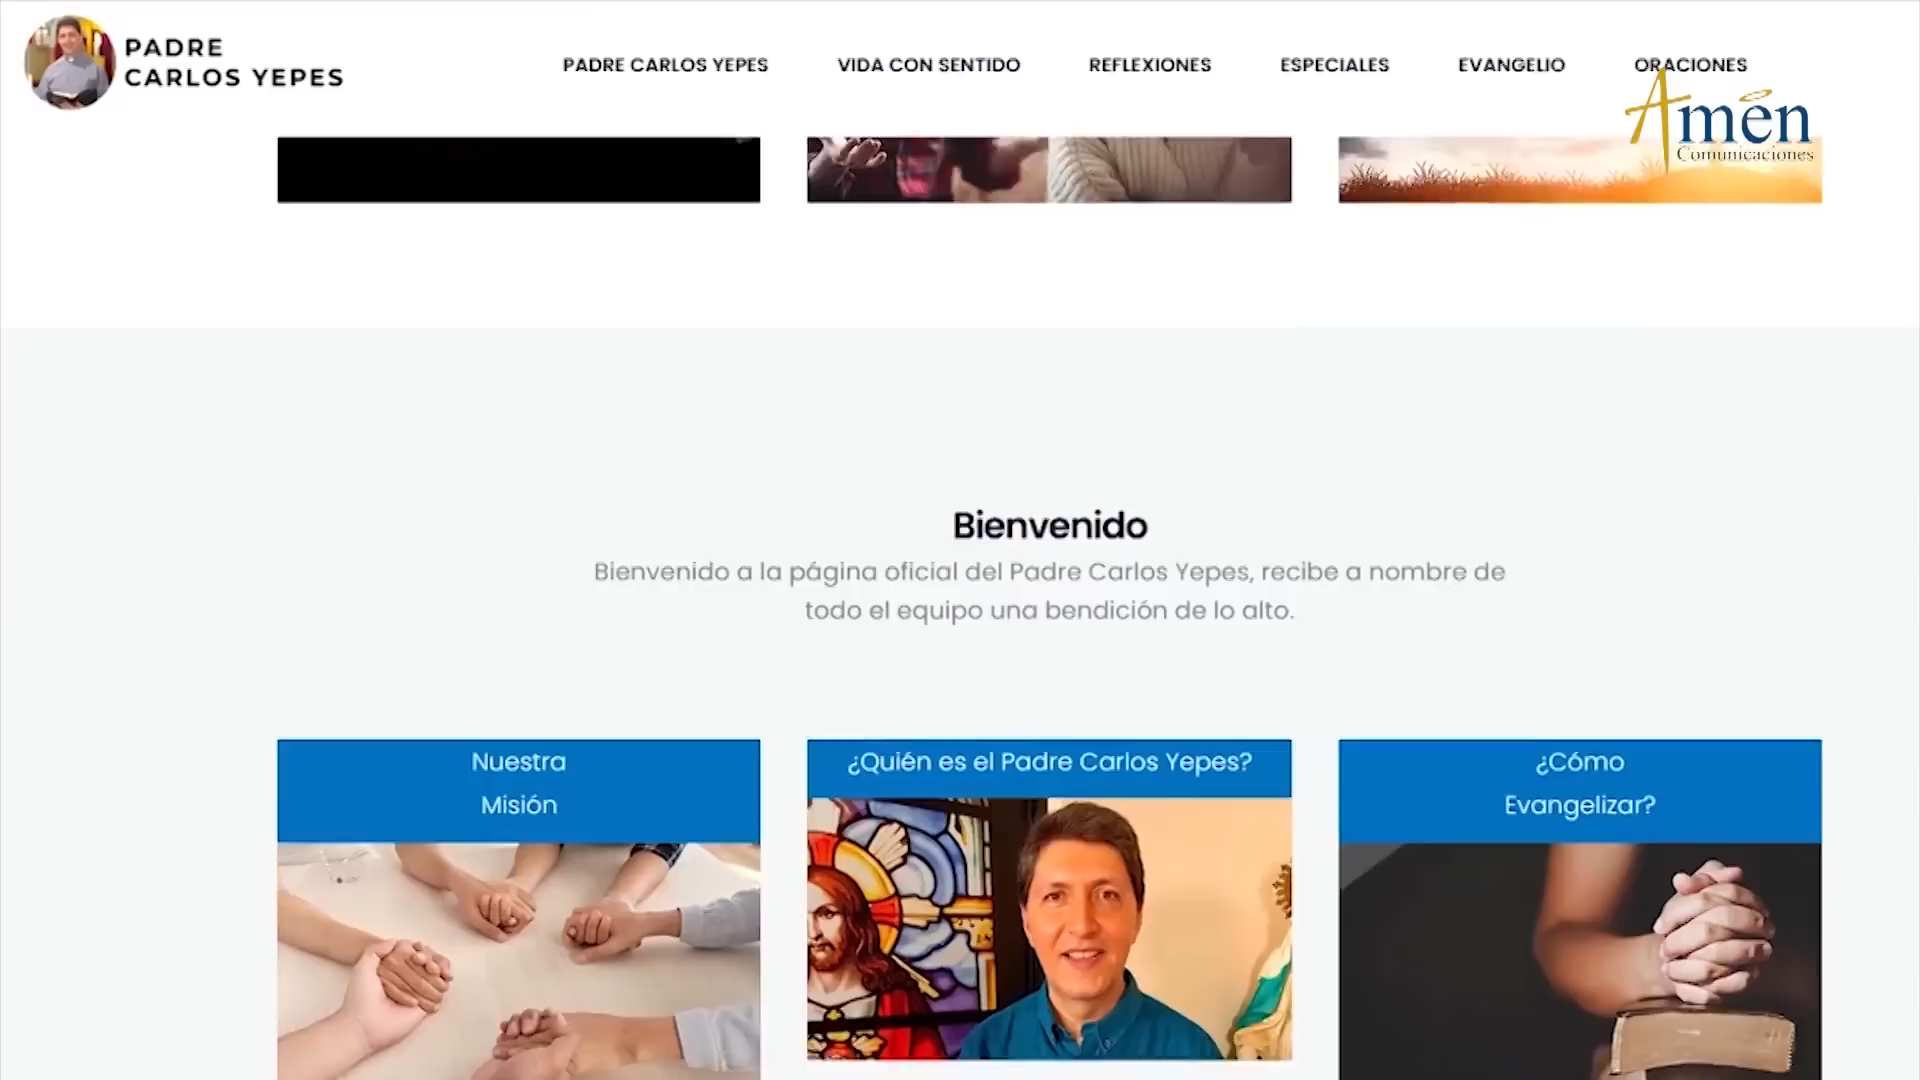 PADRE
CARLOS YEPES
PADRE CARLOS YEPES
VIDA CON SENTIDO
REFLEXIONES
ESPECIALES
EVANGELIO
ORACIONES
Amén
Comunicaciones
Bienvenido
Bienvenido a la página oficial del Padre Carlos Yepes, recibe a nombre de
todo el equipo una bendición de lo alto.
Nuestra
Misión
¿Quién es el Padre Carlos Yepes?
¿Cómo
Evangelizar?